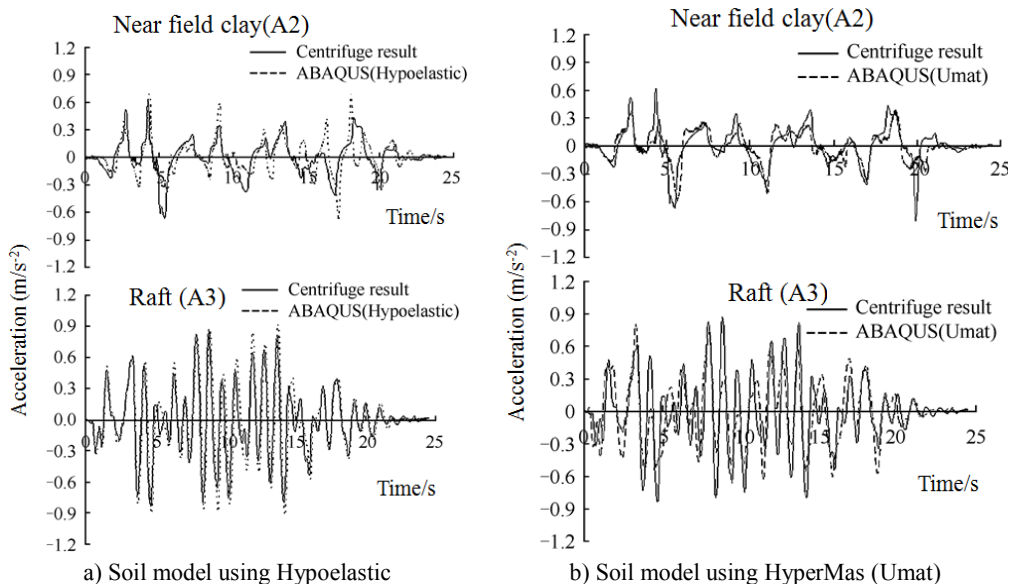 Near field clay(A2)
Centrifuge result
ABAQUS(Hypoelastic)
1.2
0.9
0.6
0.3
0
−0.3
−0.6
−0.9
−1.2
0 5 10 15 20 25
Time/s
Raft (A3)
Centrifuge result
ABAQUS(Hypoelastic)
1.2
0.9
0.6
0.3
0.0
−0.3
−0.6
−0.9
−1.2
0 5 10 15 20 25
Time/s
Acceleration (m/s⁻²)
a) Soil model using Hypoelastic
Near field clay(A2)
Centrifuge result
ABAQUS(Umat)
1.2
0.9
0.6
0.3
0
−0.3
−0.6
−0.9
−1.2
0 5 10 15 20 25
Time/s
Raft (A3)
Centrifuge result
ABAQUS(Umat)
1.2
0.9
0.6
0.3
0
−0.3
−0.6
−0.9
−1.2
0 5 10 15 20 25
Time/s
Acceleration (m/s⁻²)
b) Soil model using HyperMas (Umat)